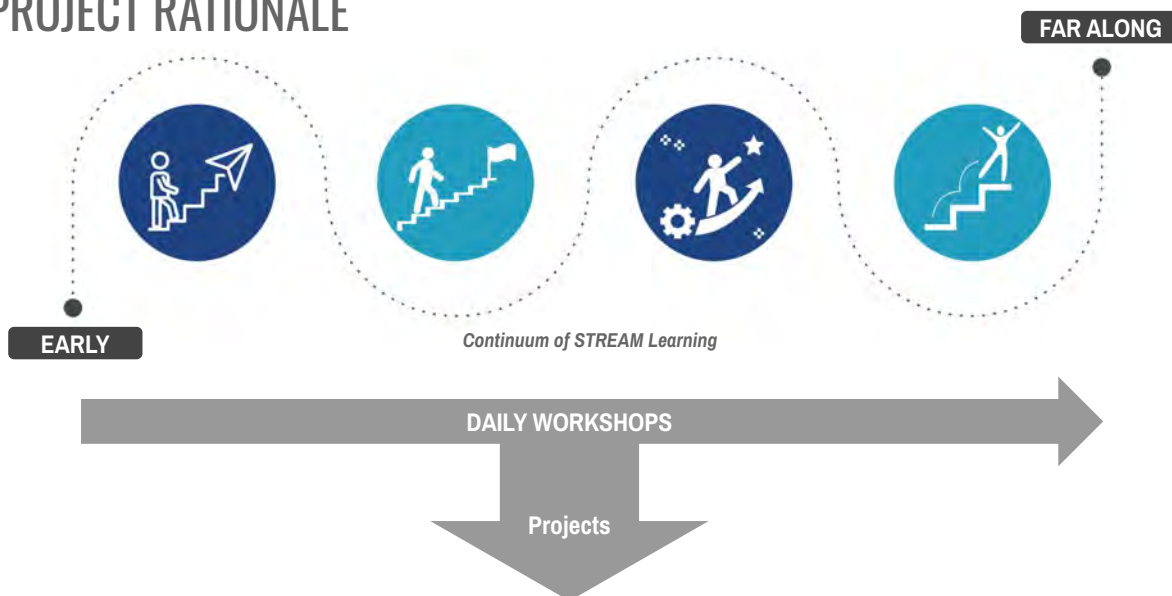 PROJECT RATIONALE
FAR ALONG
EARLY
Continuum of STREAM Learning
DAILY WORKSHOPS
Projects